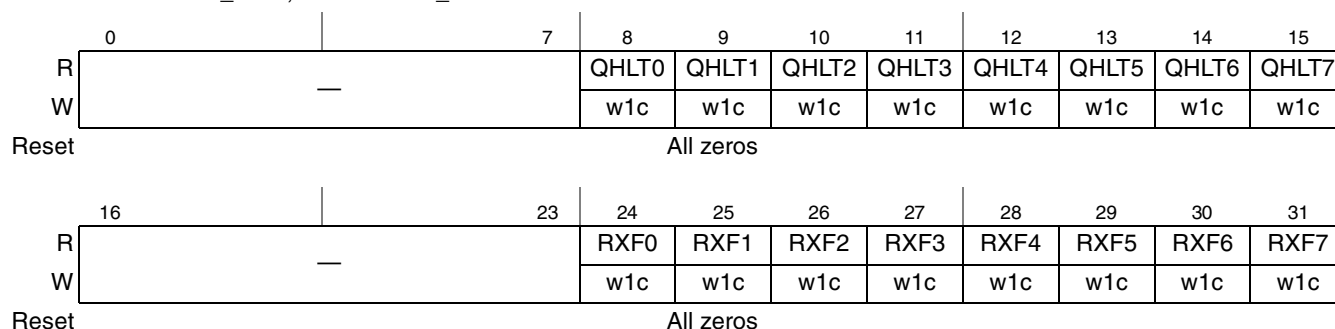 0 7 8 9 10 11 12 13 14 15
R — QHLT0 QHLT1 QHLT2 QHLT3 QHLT4 QHLT5 QHLT6 QHLT7
W w1c w1c w1c w1c w1c w1c w1c w1c
Reset All zeros
16 23 24 25 26 27 28 29 30 31
R — RXF0 RXF1 RXF2 RXF3 RXF4 RXF5 RXF6 RXF7
W w1c w1c w1c w1c w1c w1c w1c w1c
Reset All zeros